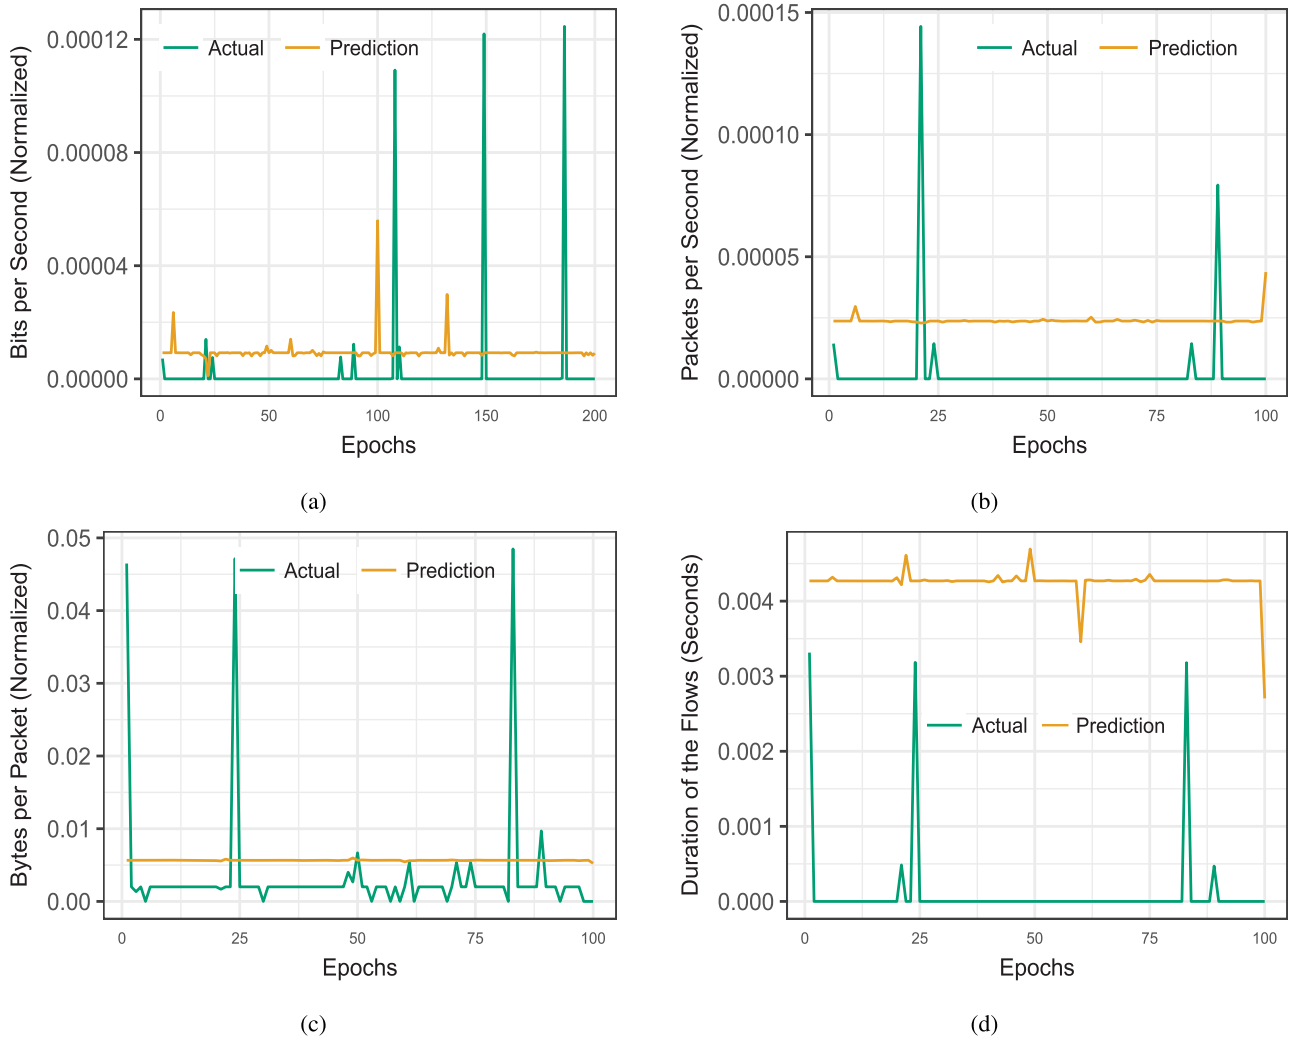 Bits per Second (Normalized)
0.00012
0.00008
0.00004
0.00000
Actual Prediction
0 50 100 150 200
Epochs
(a)
Packets per Second (Normalized)
0.00015
0.00010
0.00005
0.00000
Actual Prediction
0 25 50 75 100
Epochs
(b)
Bytes per Packet (Normalized)
0.05
0.04
0.03
0.02
0.01
0.00
Actual Prediction
0 25 50 75 100
Epochs
(c)
Duration of the Flows (Seconds)
0.004
0.003
0.002
0.001
0.000
Actual Prediction
0 25 50 75 100
Epochs
(d)